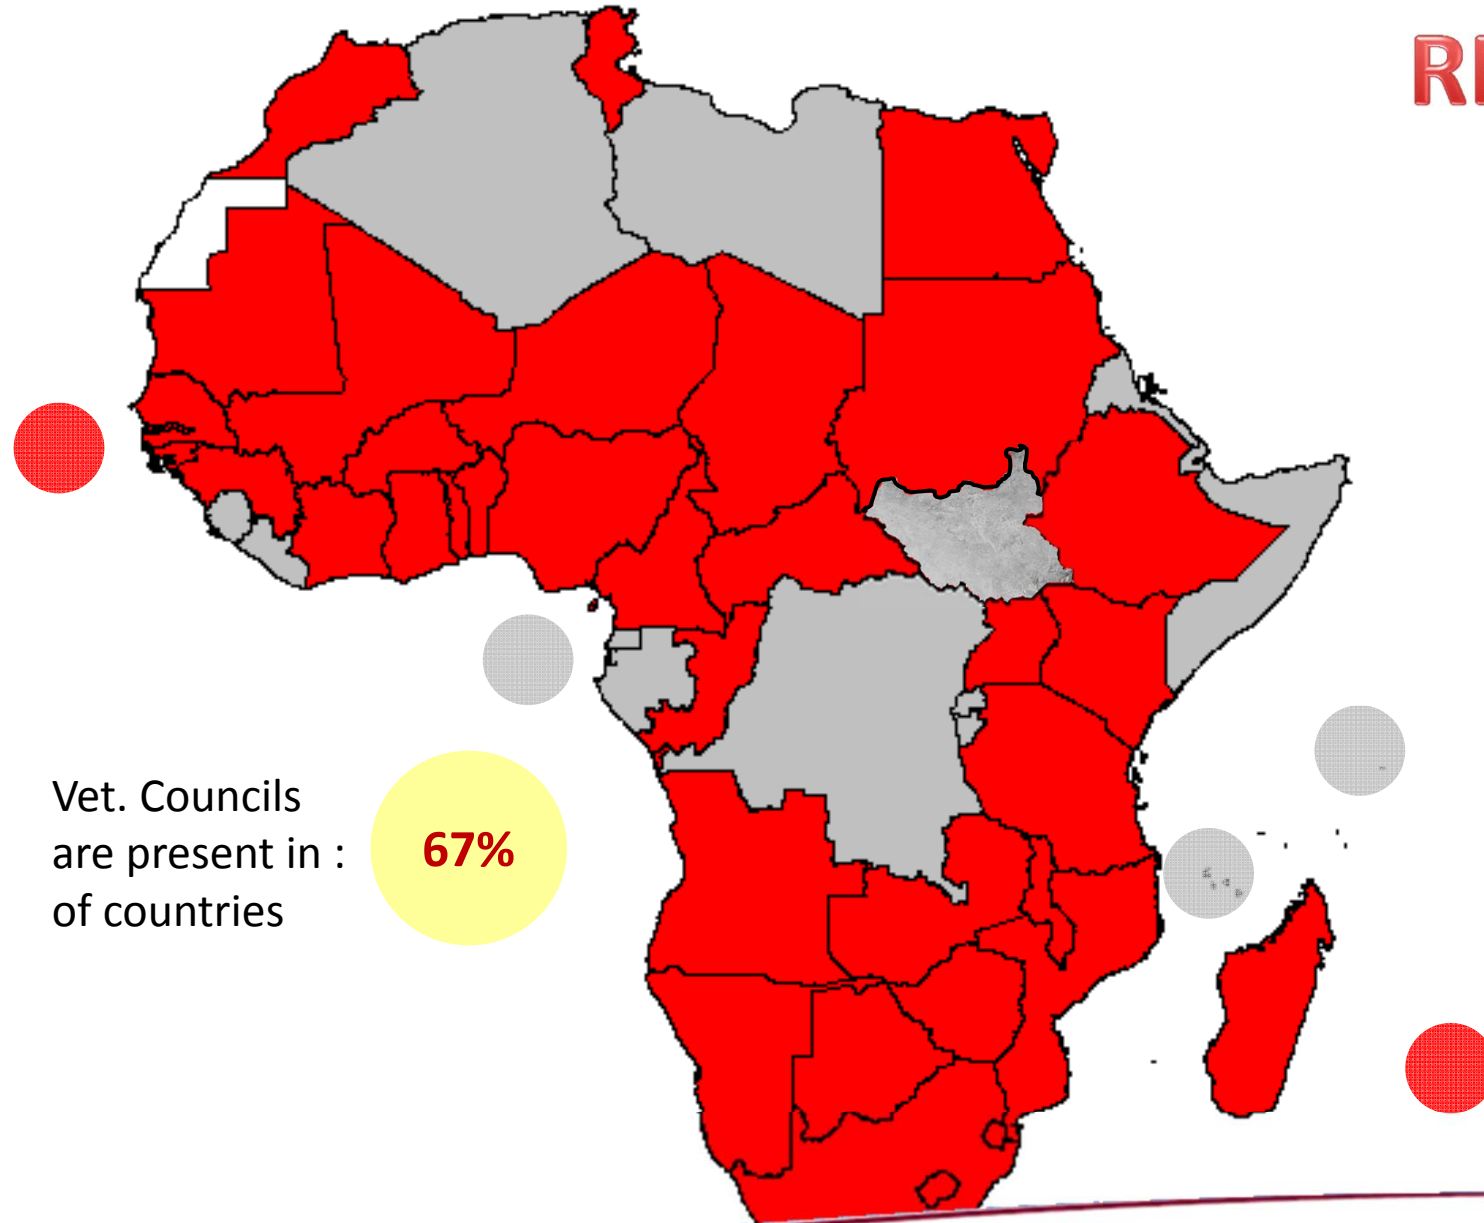 Vet. Councils
are present in :
of countries
67%